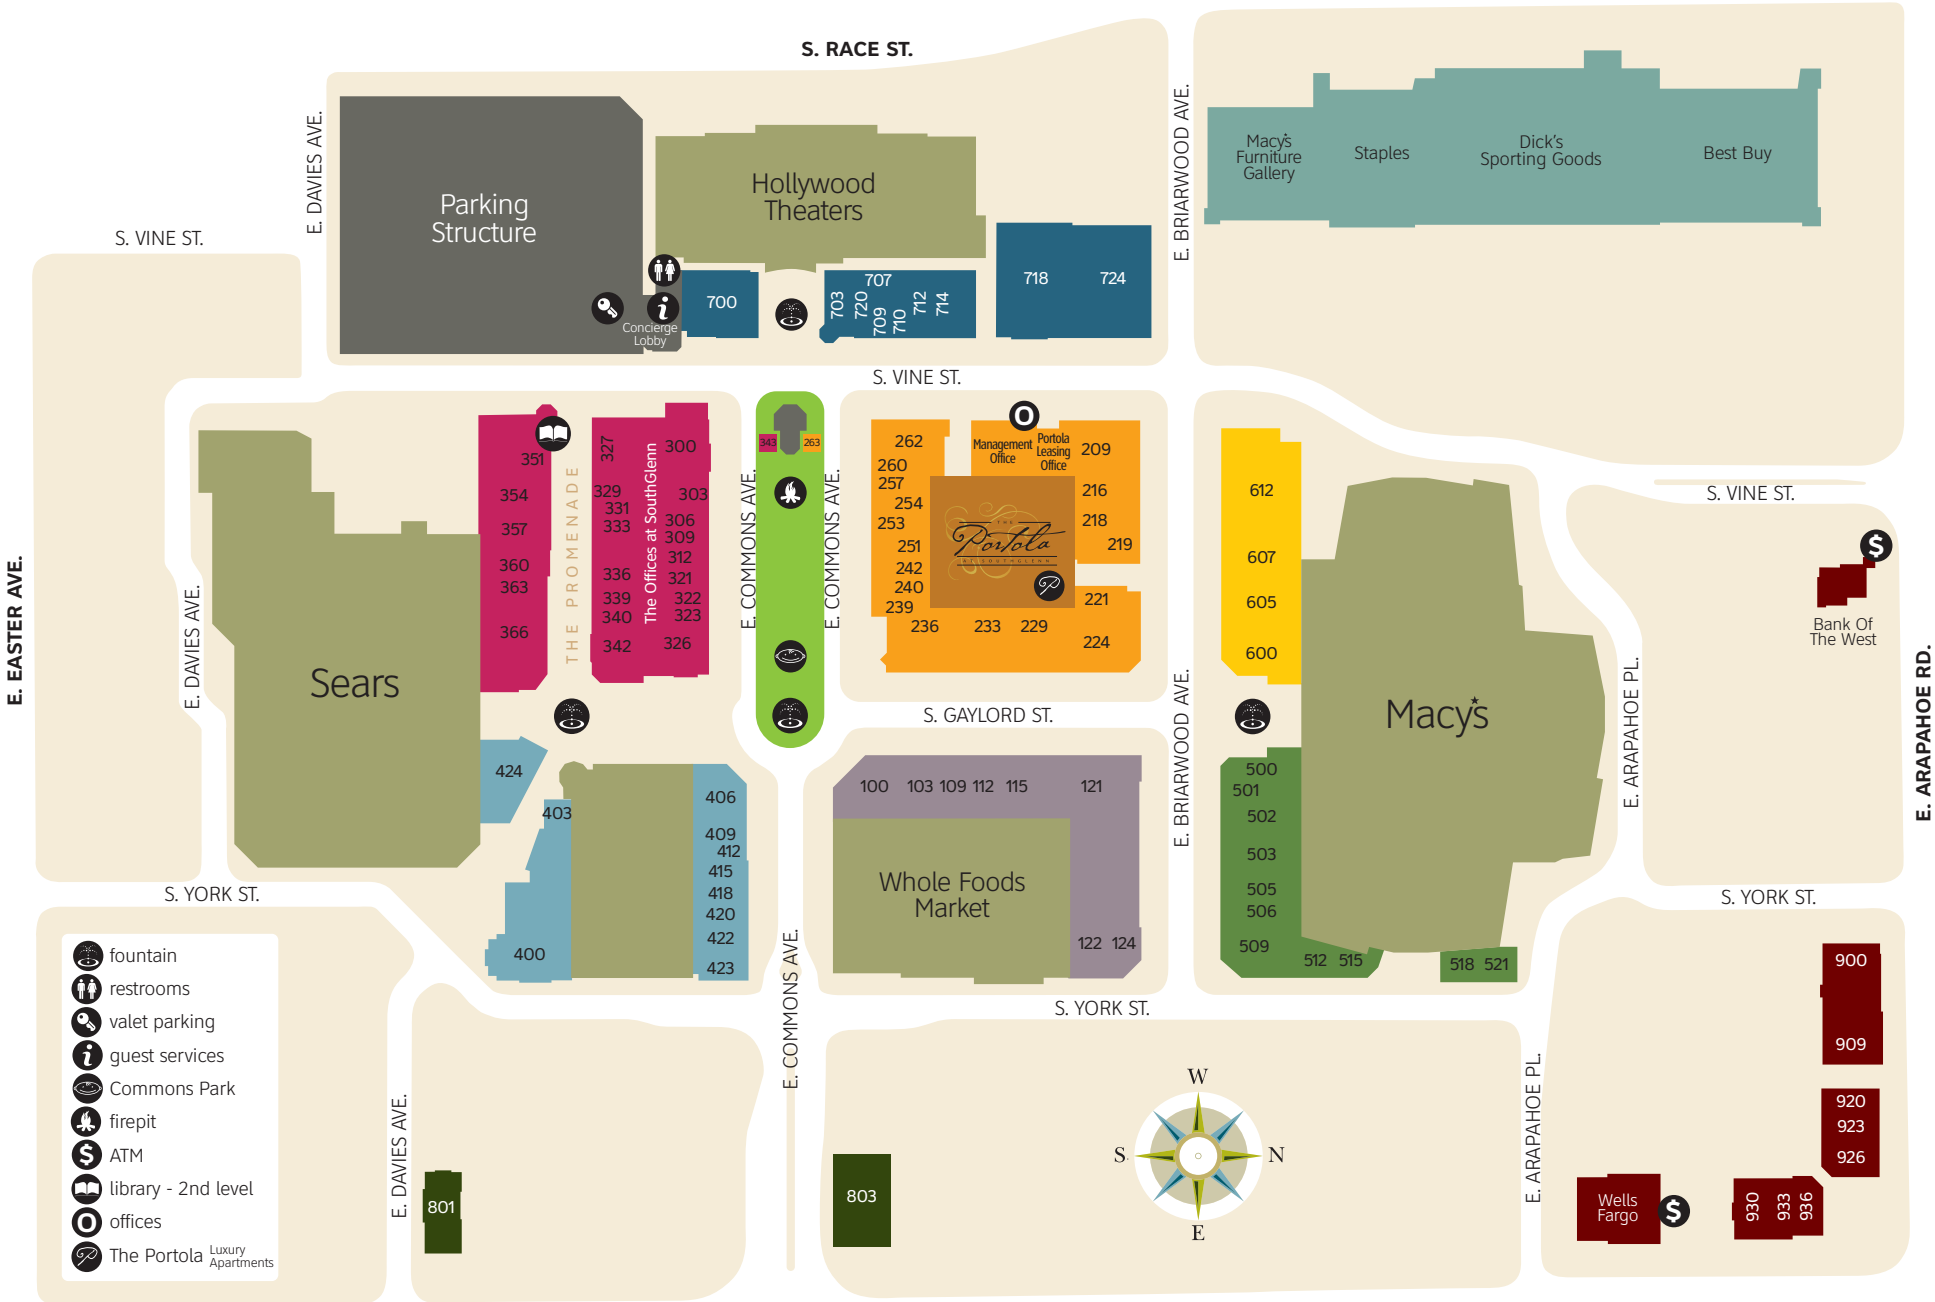 S. RACE ST.
E. DAVIES AVE.
Parking
Structure
Hollywood
Theaters
E. BRIARWOOD AVE.
Macy's
Furniture
Gallery
Staples
Dick's
Sporting Goods
Best Buy
S. VINE ST.
Concierge
Lobby
700
703
707
720
709
710
712
714
718
724
S. VINE ST.
E. EASTER AVE.
E. DAVIES AVE.
Sears
351
354
357
360
363
366
THE PROMENADE
327
329
331
333
336
339
340
342
The Offices at SouthGlenn
300
303
306
309
312
321
322
323
326
E. COMMONS AVE.
343
263
E. COMMONS AVE.
262
260
257
254
253
251
242
240
239
236
233
229
Management
Office
Portola
Leasing
Office
209
216
218
219
221
224
THE
Portola
AT SOUTHGLENN
612
607
605
600
Macy's
S. VINE ST.
Bank Of
The West
E. ARAPAHOE PL.
E. ARAPAHOE RD.
S. GAYLORD ST.
E. BRIARWOOD AVE.
424
403
400
406
409
412
415
418
420
422
423
100
103
109
112
115
121
122
124
Whole Foods
Market
500
501
502
503
505
506
509
512
515
518
521
S. YORK ST.
S. YORK ST.
S. YORK ST.
E. COMMONS AVE.
fountain
restrooms
valet parking
guest services
Commons Park
firepit
ATM
library - 2nd level
offices
The Portola Luxury
Apartments
E. DAVIES AVE.
801
803
W
S
N
E
E. ARAPAHOE PL.
900
909
920
923
926
Wells
Fargo
930
933
936